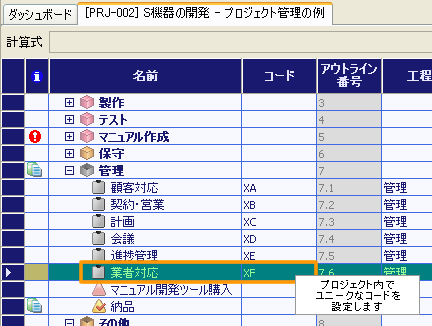 ダッシュボード [PRJ-002] S機器の開発 - プロジェクト管理の例
計算式
名前 コード アウトライン番号 工程
製作 3
テスト 4
マニュアル作成 5
保守 6
管理 7
顧客対応 XA 7.1 管理
契約・営業 XB 7.2 管理
計画 XC 7.3 管理
会議 XD 7.4 管理
進捗管理 XE 7.5 管理
業者対応 XF 7.6 管理
マニュアル開発ツール購入
納品
その他 8
プロジェクト内で
ユニークなコードを
設定します